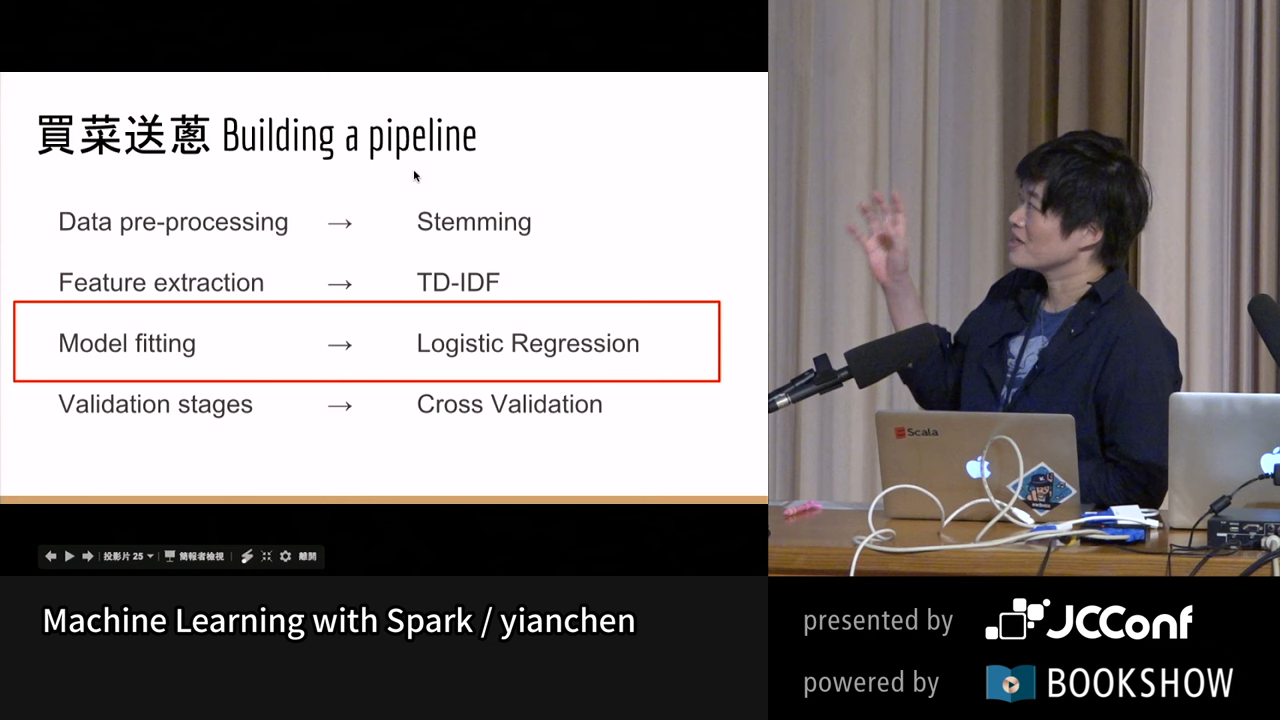 買菜送蔥 Building a pipeline
Data pre-processing → Stemming
Feature extraction → TD-IDF
Model fitting → Logistic Regression
Validation stages → Cross Validation
投影片 25
簡報者檢視
離開
Scala
Machine Learning with Spark / yianchen
presented by JCConf
powered by BOOKSHOW